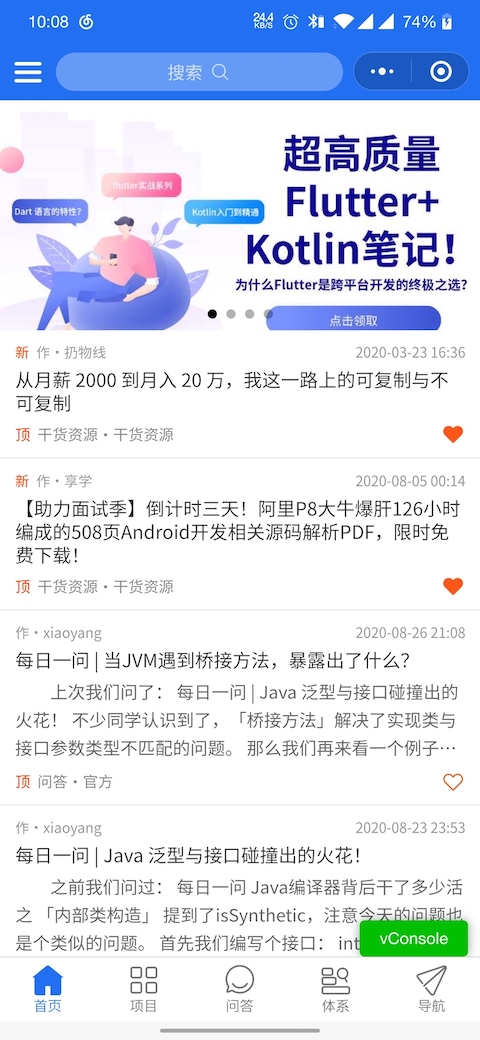 10:08 24.4 KB/S 74%
搜索
超高质量
Flutter+
Kotlin笔记！
为什么Flutter是跨平台开发的终极之选？
点击领取
flutter实战系列
Dart 语言的特性？
Kotlin入门到精通
新 作·扔物线 2020-03-23 16:36
从月薪 2000 到月入 20 万，我这一路上的可复制与不
可复制
顶 干货资源·干货资源
新 作·享学 2020-08-05 00:14
【助力面试季】倒计时三天！阿里P8大牛爆肝126小时
编成的508页Android开发相关源码解析PDF，限时免
费下载！
顶 干货资源·干货资源
作·xiaoyang 2020-08-26 21:08
每日一问 | 当JVM遇到桥接方法，暴露出了什么？
上次我们问了： 每日一问 | Java 泛型与接口碰撞出的
火花！ 不少同学认识到了，「桥接方法」解决了实现类与
接口参数类型不匹配的问题。 那么我们再来看一个例子…
顶 问答·官方
作·xiaoyang 2020-08-23 23:53
每日一问 | Java 泛型与接口碰撞出的火花！
之前我们问过： 每日一问 Java编译器背后干了多少活
之 「内部类构造」 提到了isSynthetic，注意今天的问题也
是个类似的问题。 首先我们编写个接口： int
vConsole
首页 项目 问答 体系 导航